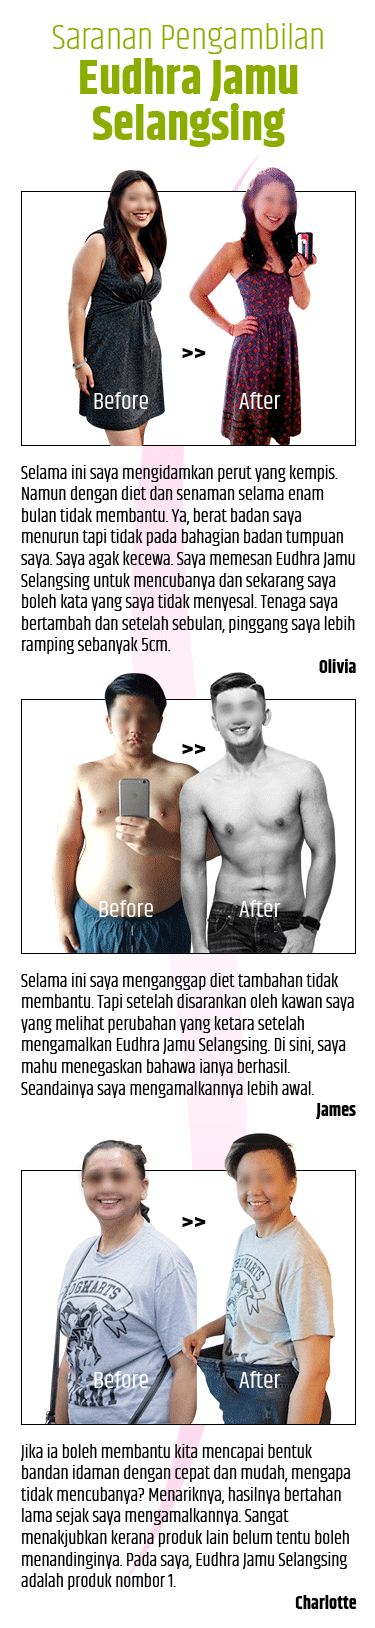 Saranan Pengambilan
Eudhra Jamu
Selangsing
>>
Before
After
Selama ini saya mengidamkan perut yang kempis.
Namun dengan diet dan senaman selama enam
bulan tidak membantu. Ya, berat badan saya
menurun tapi tidak pada bahagian badan tumpuan
saya. Saya agak kecewa. Saya memesan Eudhra Jamu
Selangsing untuk mencubanya dan sekarang saya
boleh kata yang saya tidak menyesal. Tenaga saya
bertambah dan setelah sebulan, pinggang saya lebih
ramping sebanyak 5cm.
Olivia
>>
Before
After
Selama ini saya menganggap diet tambahan tidak
membantu. Tapi setelah disarankan oleh kawan saya
yang melihat perubahan yang ketara setelah
mengamalkan Eudhra Jamu Selangsing. Di sini, saya
mahu menegaskan bahawa ianya berhasil.
Seandainya saya mengamalkannya lebih awal.
James
>>
HOGWARTS
HOGWARTS
Before
After
Jika ia boleh membantu kita mencapai bentuk
bandan idaman dengan cepat dan mudah, mengapa
tidak mencubanya? Menariknya, hasilnya bertahan
lama sejak saya mengamalkannya. Sangat
menakjubkan kerana produk lain belum tentu boleh
menandinginya. Pada saya, Eudhra Jamu Selangsing
adalah produk nombor 1.
Charlotte